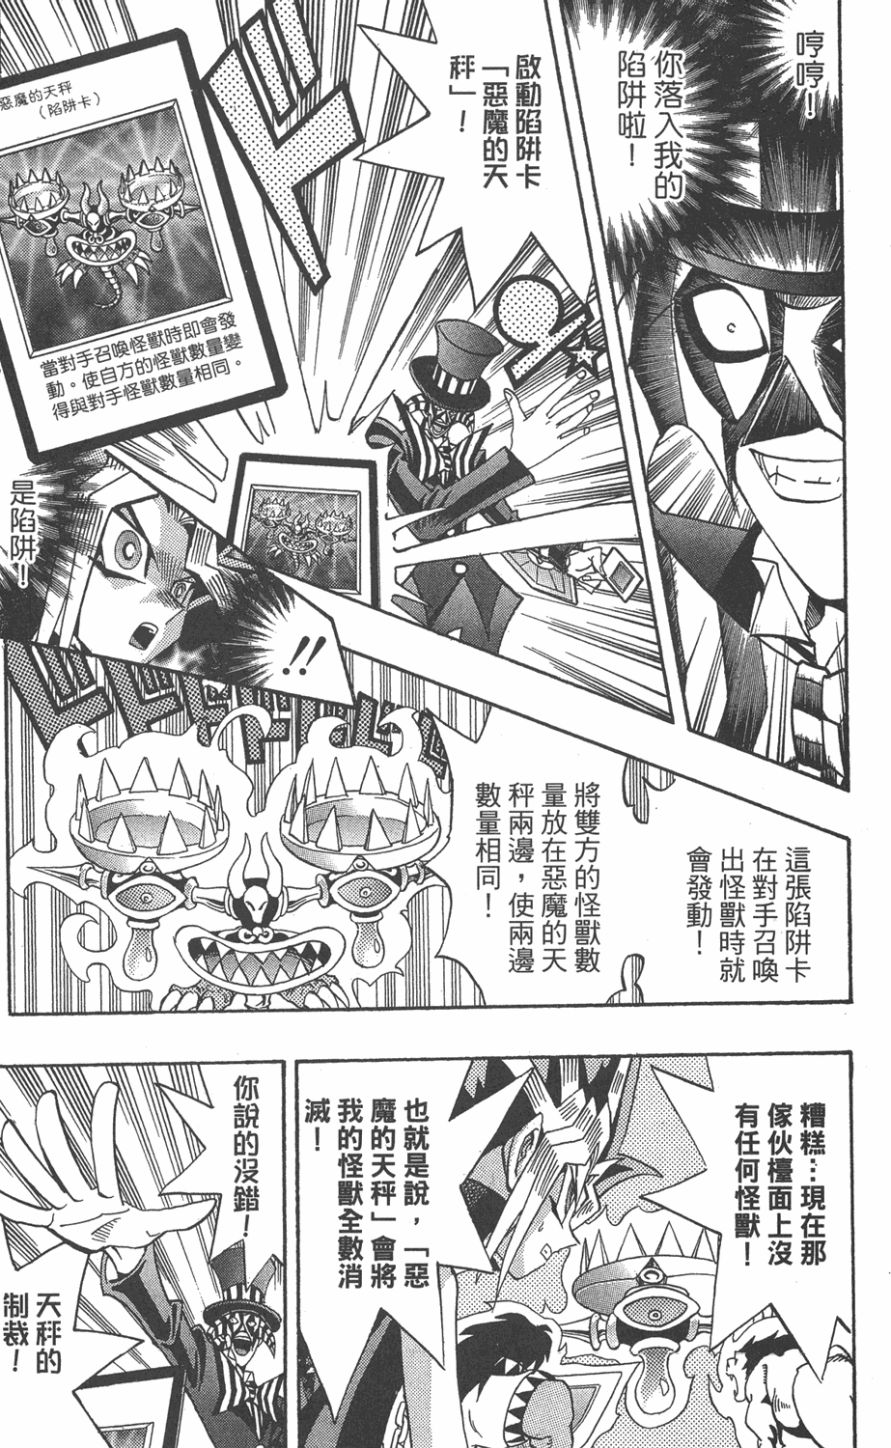 哼哼！
你落入我的
陷阱啦！
啟動陷阱卡
「惡魔的天
秤」！
ドドン
惡魔的天秤
（陷阱卡）
當對手召喚怪獸時即會發
動。使自方的怪獸數量變
得與對手怪獸數量相同。
!!
是陷阱！
這張陷阱卡
在對手召喚
出怪獸時就
會發動！
將雙方的怪獸數
量放在惡魔的天
秤兩邊，使兩邊
數量相同！
糟糕…現在那
傢伙檯面上沒
有任何怪獸！
也就是說，「惡
魔的天秤」會將
我的怪獸全數消
滅！
你說的沒錯！
天秤的
制裁！